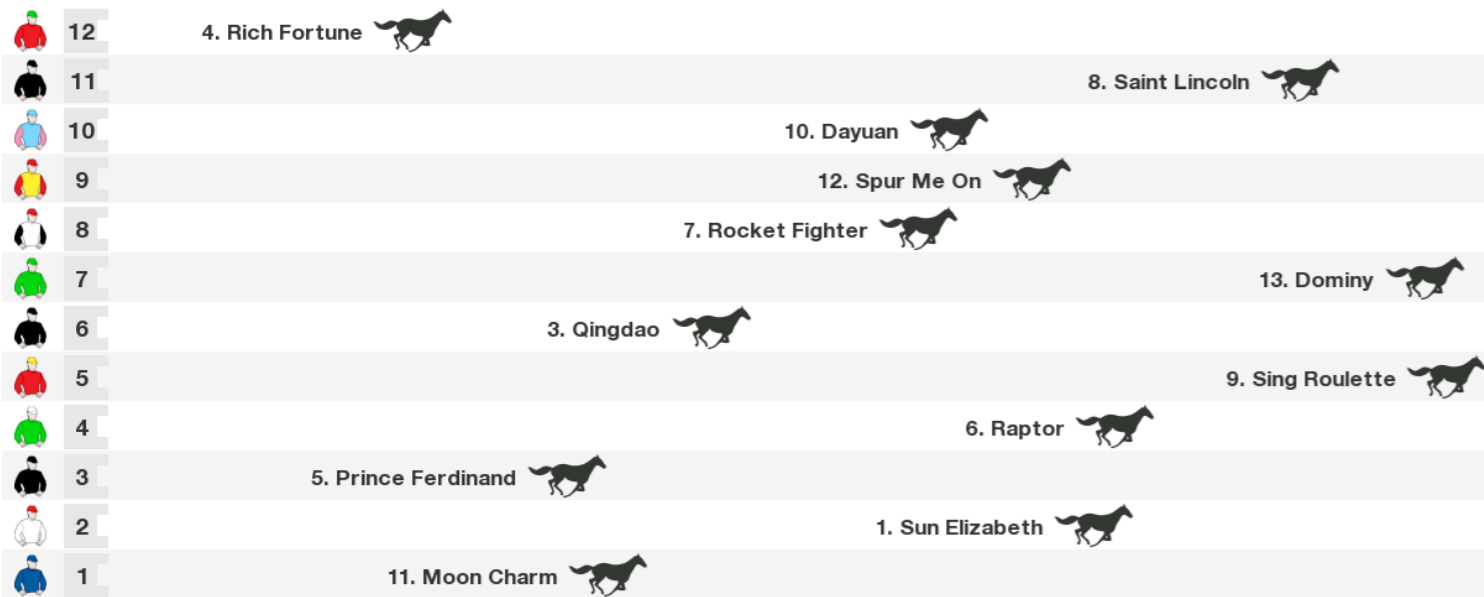 12 4. Rich Fortune
11 8. Saint Lincoln
10 10. Dayuan
9 12. Spur Me On
8 7. Rocket Fighter
7 13. Dominy
6 3. Qingdao
5 9. Sing Roulette
4 6. Raptor
3 5. Prince Ferdinand
2 1. Sun Elizabeth
1 11. Moon Charm